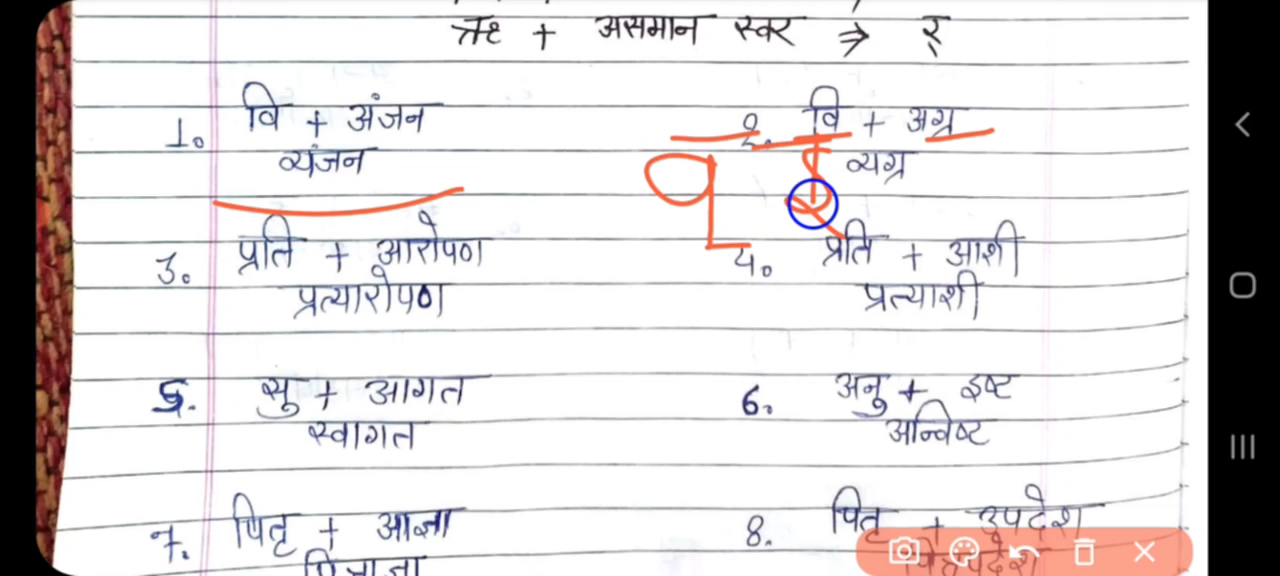 ऋ + असमान स्वर ⇒ र्
1. वि + अंजन
व्यंजन
2. वि + अग्र
व्यग्र
3. प्रति + आरोपण
प्रत्यारोपण
4. प्रति + आशी
प्रत्याशी
5. सु + आगत
स्वागत
6. अनु + इष्ट
अन्विष्ट
7. पितृ + आज्ञा
पित्राज्ञा
8. पितृ + उपदेश
पित्रुपदेश